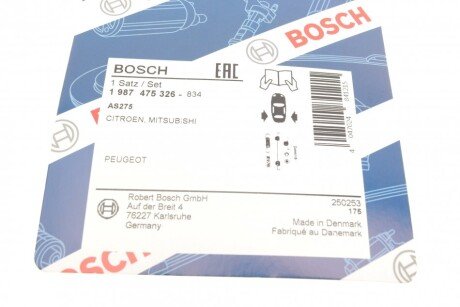 BOSCH
EAC
1 Satz / Set
1 987 475 326 - 834
AS275
CITROEN, MITSUBISHI
PEUGEOT
Robert Bosch GmbH
Auf der Breit 4
76227 Karlsruhe
Germany
250253
175
Made in Denmark
Fabriqué au Danemark
BOSCH